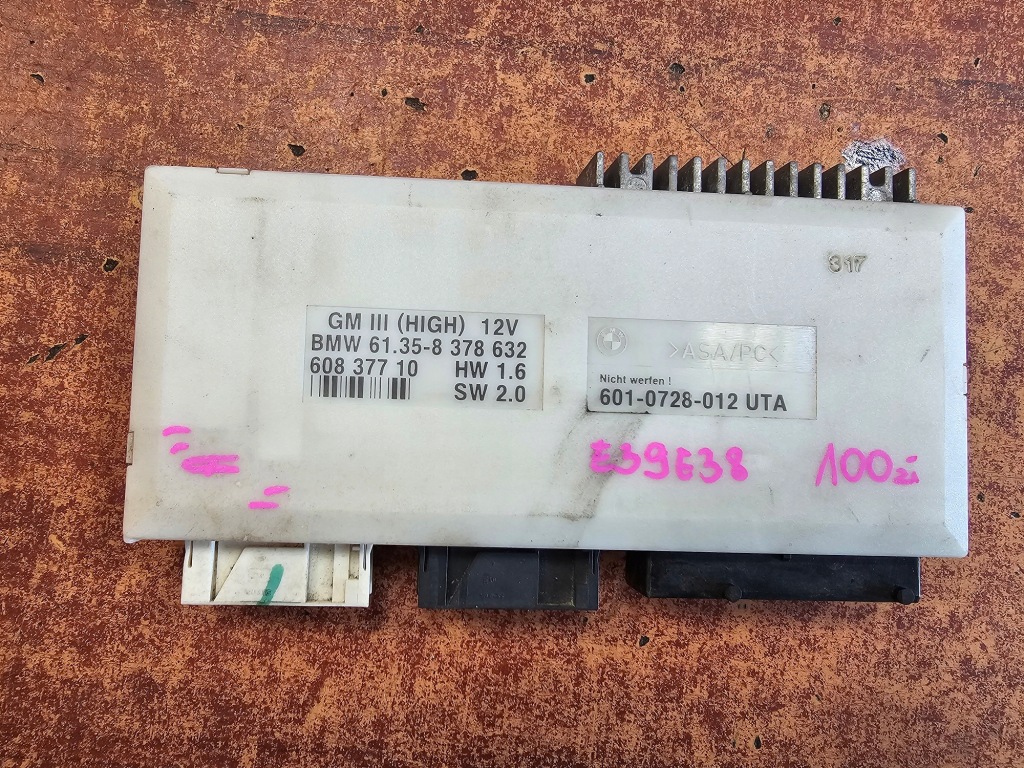 317
GM III (HIGH) 12V
BMW 61.35-8 378 632
608 377 10 HW 1.6
SW 2.0
>ASA/PC<
Nicht werfen !
601-0728-012 UTA
E39E38 100zł